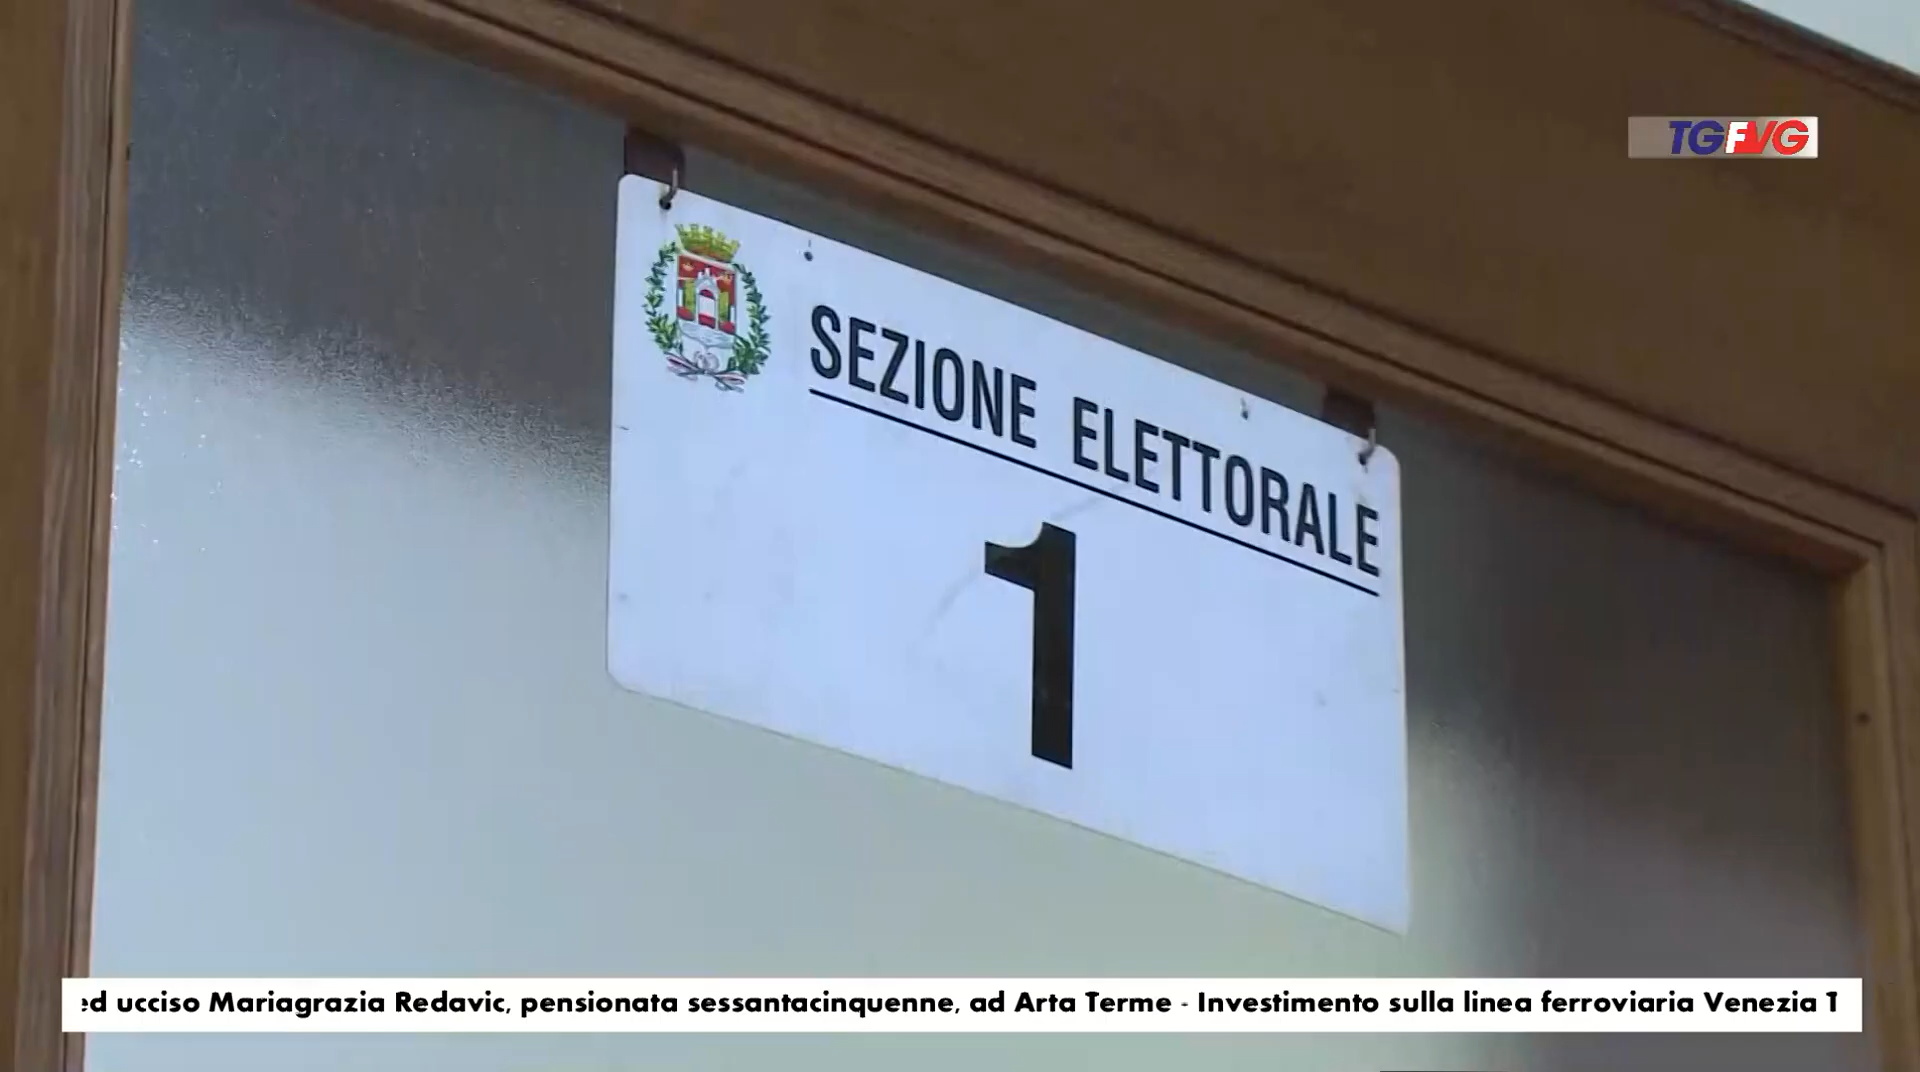 TGFVG
SEZIONE ELETTORALE
1
ed ucciso Mariagrazia Redavic, pensionata sessantacinquenne, ad Arta Terme - Investimento sulla linea ferroviaria Venezia